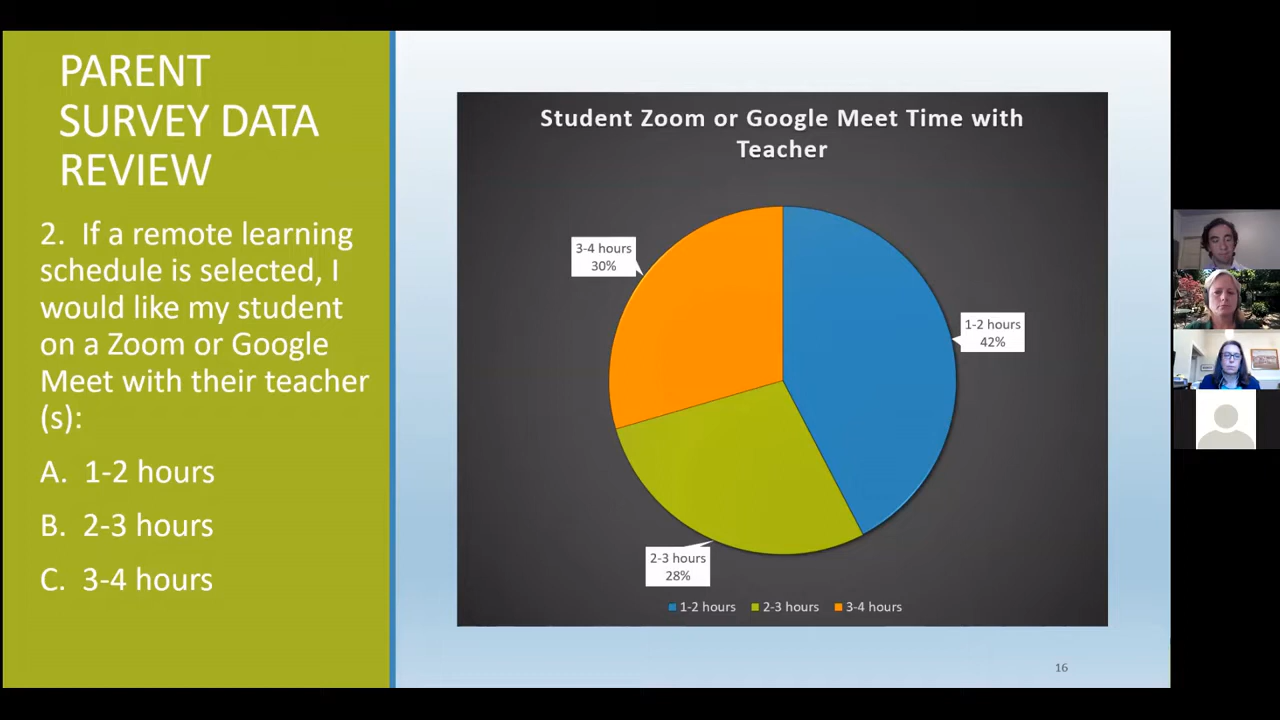 PARENT
SURVEY DATA
REVIEW
2. If a remote learning
schedule is selected, I
would like my student
on a Zoom or Google
Meet with their teacher
(s):
A. 1-2 hours
B. 2-3 hours
C. 3-4 hours
Student Zoom or Google Meet Time with
Teacher
3-4 hours
30%
1-2 hours
42%
2-3 hours
28%
1-2 hours 2-3 hours 3-4 hours
16